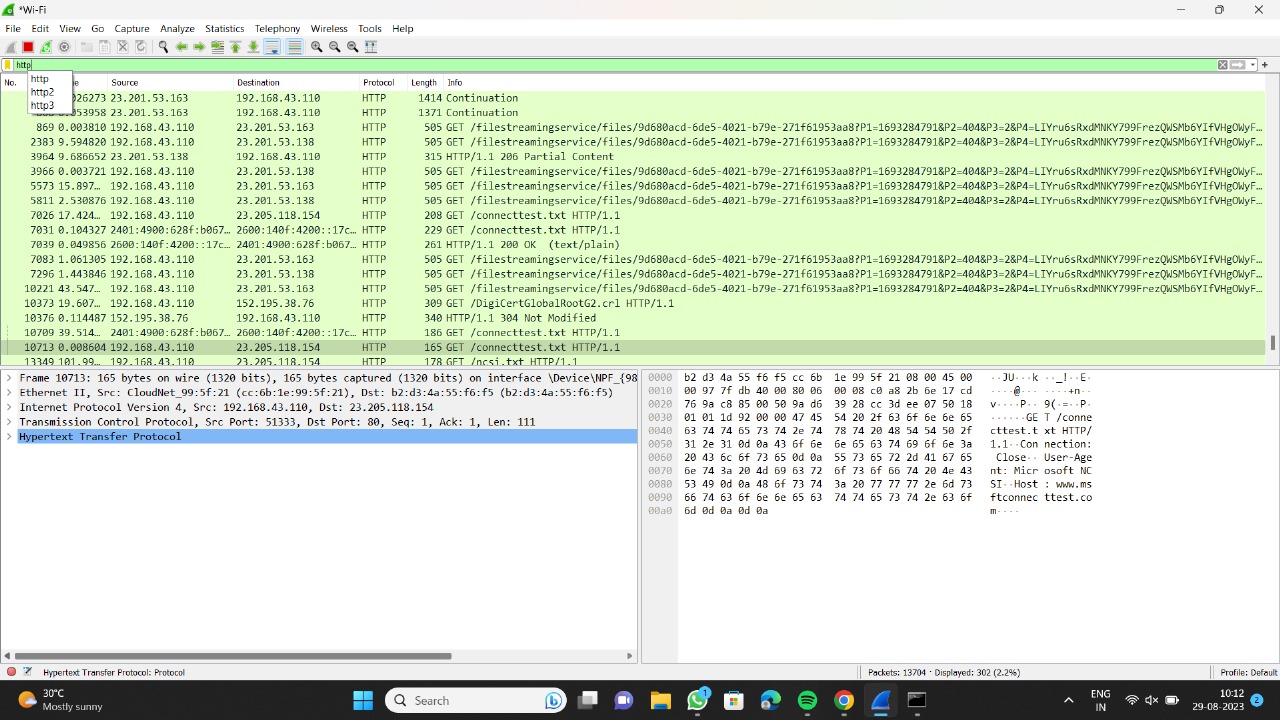 *Wi-Fi
File Edit View Go Capture Analyze Statistics Telephony Wireless Tools Help
http
http
http2
http3
No. Source Destination Protocol Length Info
026273 23.201.53.163 192.168.43.110 HTTP 1414 Continuation
053958 23.201.53.163 192.168.43.110 HTTP 1371 Continuation
869 0.003810 192.168.43.110 23.201.53.163 HTTP 505 GET /filestreamingservice/files/9d680acd-6de5-4021-b79e-271f61953aa8?P1=1693284791&P2=404&P3=2&P4=LIYru6sRxdMNKY799FrezQWSMb6YIfVHgOWyF…
2383 9.594820 192.168.43.110 23.201.53.138 HTTP 505 GET /filestreamingservice/files/9d680acd-6de5-4021-b79e-271f61953aa8?P1=1693284791&P2=404&P3=2&P4=LIYru6sRxdMNKY799FrezQWSMb6YIfVHgOWyF…
3964 9.686652 23.201.53.138 192.168.43.110 HTTP 315 HTTP/1.1 206 Partial Content
3966 0.003721 192.168.43.110 23.201.53.138 HTTP 505 GET /filestreamingservice/files/9d680acd-6de5-4021-b79e-271f61953aa8?P1=1693284791&P2=404&P3=2&P4=LIYru6sRxdMNKY799FrezQWSMb6YIfVHgOWyF…
5573 15.897… 192.168.43.110 23.201.53.163 HTTP 505 GET /filestreamingservice/files/9d680acd-6de5-4021-b79e-271f61953aa8?P1=1693284791&P2=404&P3=2&P4=LIYru6sRxdMNKY799FrezQWSMb6YIfVHgOWyF…
5811 2.530876 192.168.43.110 23.201.53.138 HTTP 505 GET /filestreamingservice/files/9d680acd-6de5-4021-b79e-271f61953aa8?P1=1693284791&P2=404&P3=2&P4=LIYru6sRxdMNKY799FrezQWSMb6YIfVHgOWyF…
7026 17.424… 192.168.43.110 23.205.118.154 HTTP 208 GET /connecttest.txt HTTP/1.1
7031 0.104327 2401:4900:628f:b067… 2600:140f:4200::17c… HTTP 229 GET /connecttest.txt HTTP/1.1
7039 0.049856 2600:140f:4200::17c… 2401:4900:628f:b067… HTTP 261 HTTP/1.1 200 OK (text/plain)
7083 1.061305 192.168.43.110 23.201.53.163 HTTP 505 GET /filestreamingservice/files/9d680acd-6de5-4021-b79e-271f61953aa8?P1=1693284791&P2=404&P3=2&P4=LIYru6sRxdMNKY799FrezQWSMb6YIfVHgOWyF…
7296 1.443846 192.168.43.110 23.201.53.138 HTTP 505 GET /filestreamingservice/files/9d680acd-6de5-4021-b79e-271f61953aa8?P1=1693284791&P2=404&P3=2&P4=LIYru6sRxdMNKY799FrezQWSMb6YIfVHgOWyF…
10221 43.547… 192.168.43.110 23.201.53.163 HTTP 505 GET /filestreamingservice/files/9d680acd-6de5-4021-b79e-271f61953aa8?P1=1693284791&P2=404&P3=2&P4=LIYru6sRxdMNKY799FrezQWSMb6YIfVHgOWyF…
10373 19.607… 192.168.43.110 152.195.38.76 HTTP 309 GET /DigiCertGlobalRootG2.crl HTTP/1.1
10376 0.114487 152.195.38.76 192.168.43.110 HTTP 340 HTTP/1.1 304 Not Modified
10709 39.514… 2401:4900:628f:b067… 2600:140f:4200::17c… HTTP 186 GET /connecttest.txt HTTP/1.1
10713 0.008604 192.168.43.110 23.205.118.154 HTTP 165 GET /connecttest.txt HTTP/1.1
13349 101.99… 192.168.43.110 23.205.118.154 HTTP 178 GET /ncsi.txt HTTP/1.1
Frame 10713: 165 bytes on wire (1320 bits), 165 bytes captured (1320 bits) on interface \Device\NPF_{98
Ethernet II, Src: CloudNet_99:5f:21 (cc:6b:1e:99:5f:21), Dst: b2:d3:4a:55:f6:f5 (b2:d3:4a:55:f6:f5)
Internet Protocol Version 4, Src: 192.168.43.110, Dst: 23.205.118.154
Transmission Control Protocol, Src Port: 51333, Dst Port: 80, Seq: 1, Ack: 1, Len: 111
Hypertext Transfer Protocol
0000 b2 d3 4a 55 f6 f5 cc 6b 1e 99 5f 21 08 00 45 00 ··JU···k ··_!··E·
0010 00 97 7f db 40 00 80 06 00 08 c0 a8 2b 6e 17 cd ····@··· ····+n··
0020 76 9a c8 85 00 50 9a d6 39 28 cc 3d ee 07 50 18 v····P·· 9(·=··P·
0030 01 01 1d 92 00 00 47 45 54 20 2f 63 6f 6e 6e 65 ······GE T /conne
0040 63 74 74 65 73 74 2e 74 78 74 20 48 54 54 50 2f cttest.t xt HTTP/
0050 31 2e 31 0d 0a 43 6f 6e 6e 65 63 74 69 6f 6e 3a 1.1··Con nection:
0060 20 43 6c 6f 73 65 0d 0a 55 73 65 72 2d 41 67 65 Close·· User-Age
0070 6e 74 3a 20 4d 69 63 72 6f 73 6f 66 74 20 4e 43 nt: Micr osoft NC
0080 53 49 0d 0a 48 6f 73 74 3a 20 77 77 77 2e 6d 73 SI··Host : www.ms
0090 66 74 63 6f 6e 6e 65 63 74 74 65 73 74 2e 63 6f ftconnec ttest.co
00a0 6d 0d 0a 0d 0a m····
Hypertext Transfer Protocol: Protocol
Packets: 13704 · Displayed: 302 (2.2%)
Profile: Default
30°C
Mostly sunny
Search
1
ENG
IN
10:12
29-08-2023
2